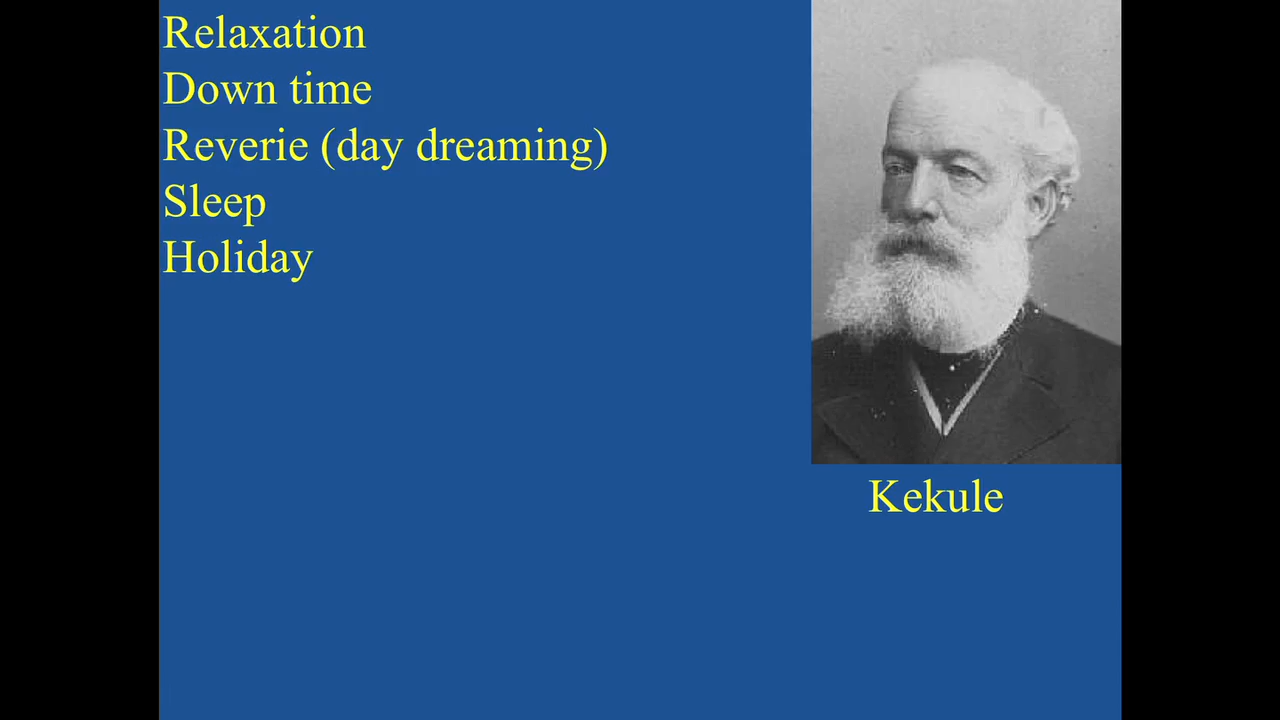 Relaxation
Down time
Reverie (day dreaming)
Sleep
Holiday
Kekule